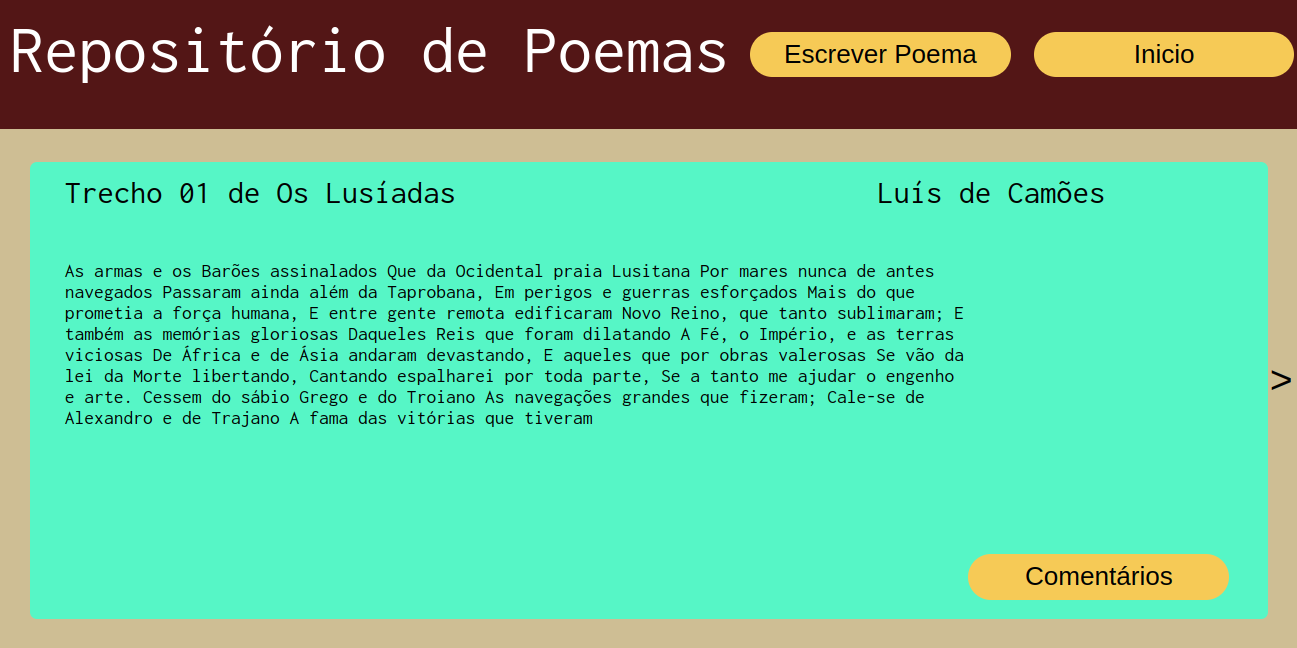 Repositório de Poemas
Escrever Poema
Inicio
Trecho 01 de Os Lusíadas
Luís de Camões
As armas e os Barões assinalados Que da Ocidental praia Lusitana Por mares nunca de antes
navegados Passaram ainda além da Taprobana, Em perigos e guerras esforçados Mais do que
prometia a força humana, E entre gente remota edificaram Novo Reino, que tanto sublimaram; E
também as memórias gloriosas Daqueles Reis que foram dilatando A Fé, o Império, e as terras
viciosas De África e de Ásia andaram devastando, E aqueles que por obras valerosas Se vão da
lei da Morte libertando, Cantando espalharei por toda parte, Se a tanto me ajudar o engenho
e arte. Cessem do sábio Grego e do Troiano As navegações grandes que fizeram; Cale-se de
Alexandro e de Trajano A fama das vitórias que tiveram
>
Comentários